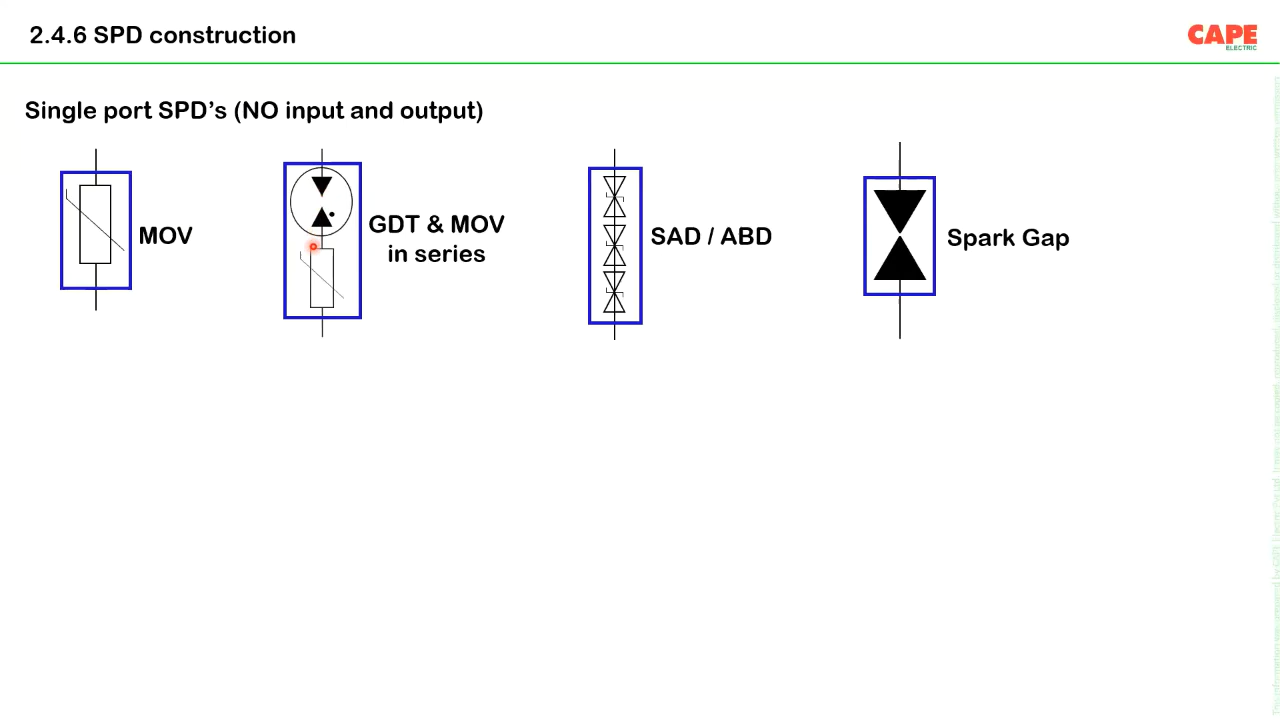 2.4.6 SPD construction
CAPE
ELECTRIC
Single port SPD's (NO input and output)
MOV
GDT & MOV
in series
SAD / ABD
Spark Gap